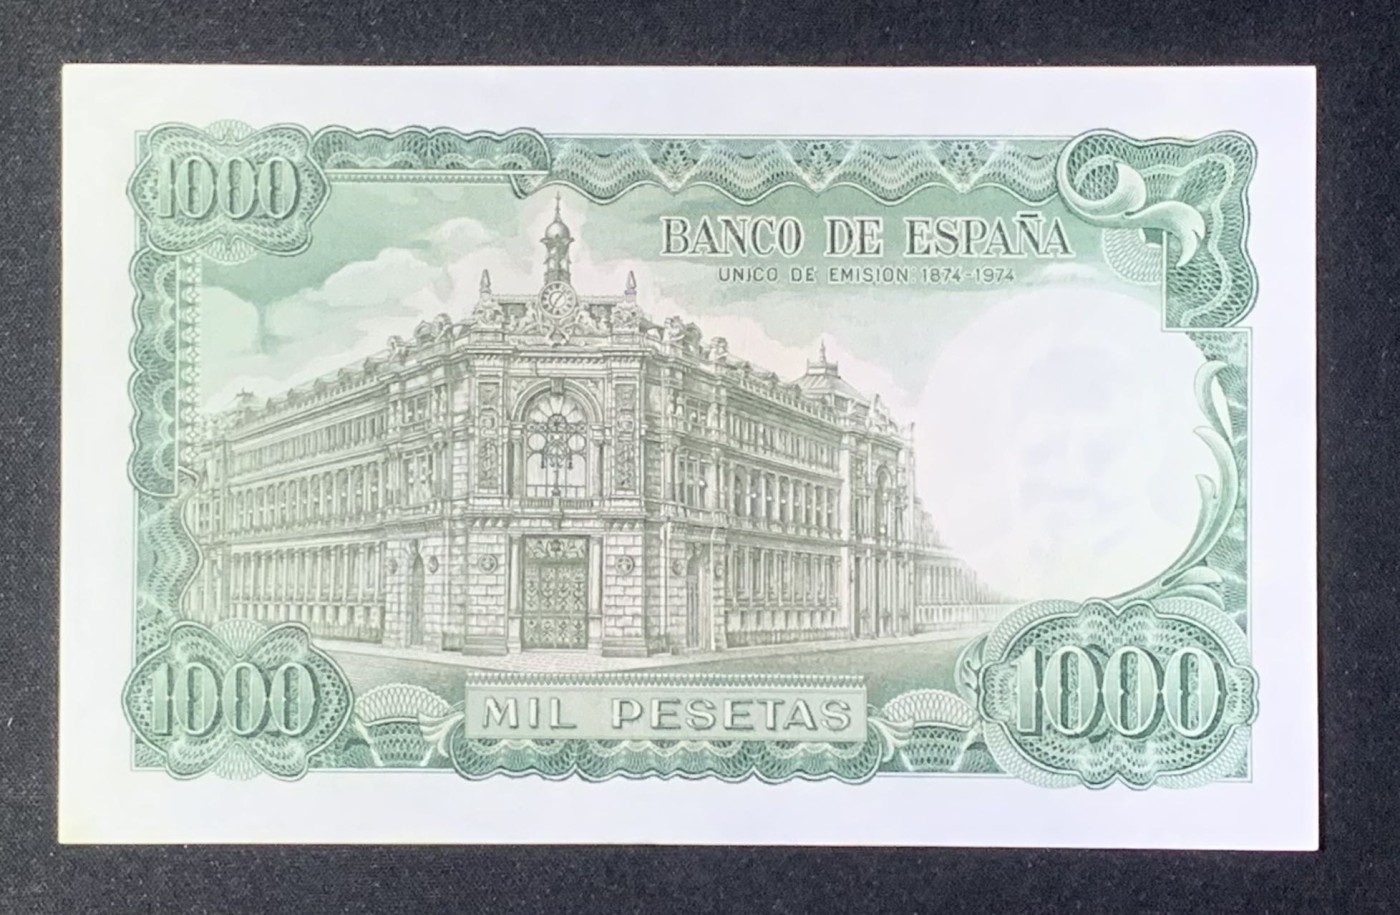 1000
BANCO DE ESPAÑA
UNICO DE EMISION: 1874-1974
1000
MIL PESETAS
1000